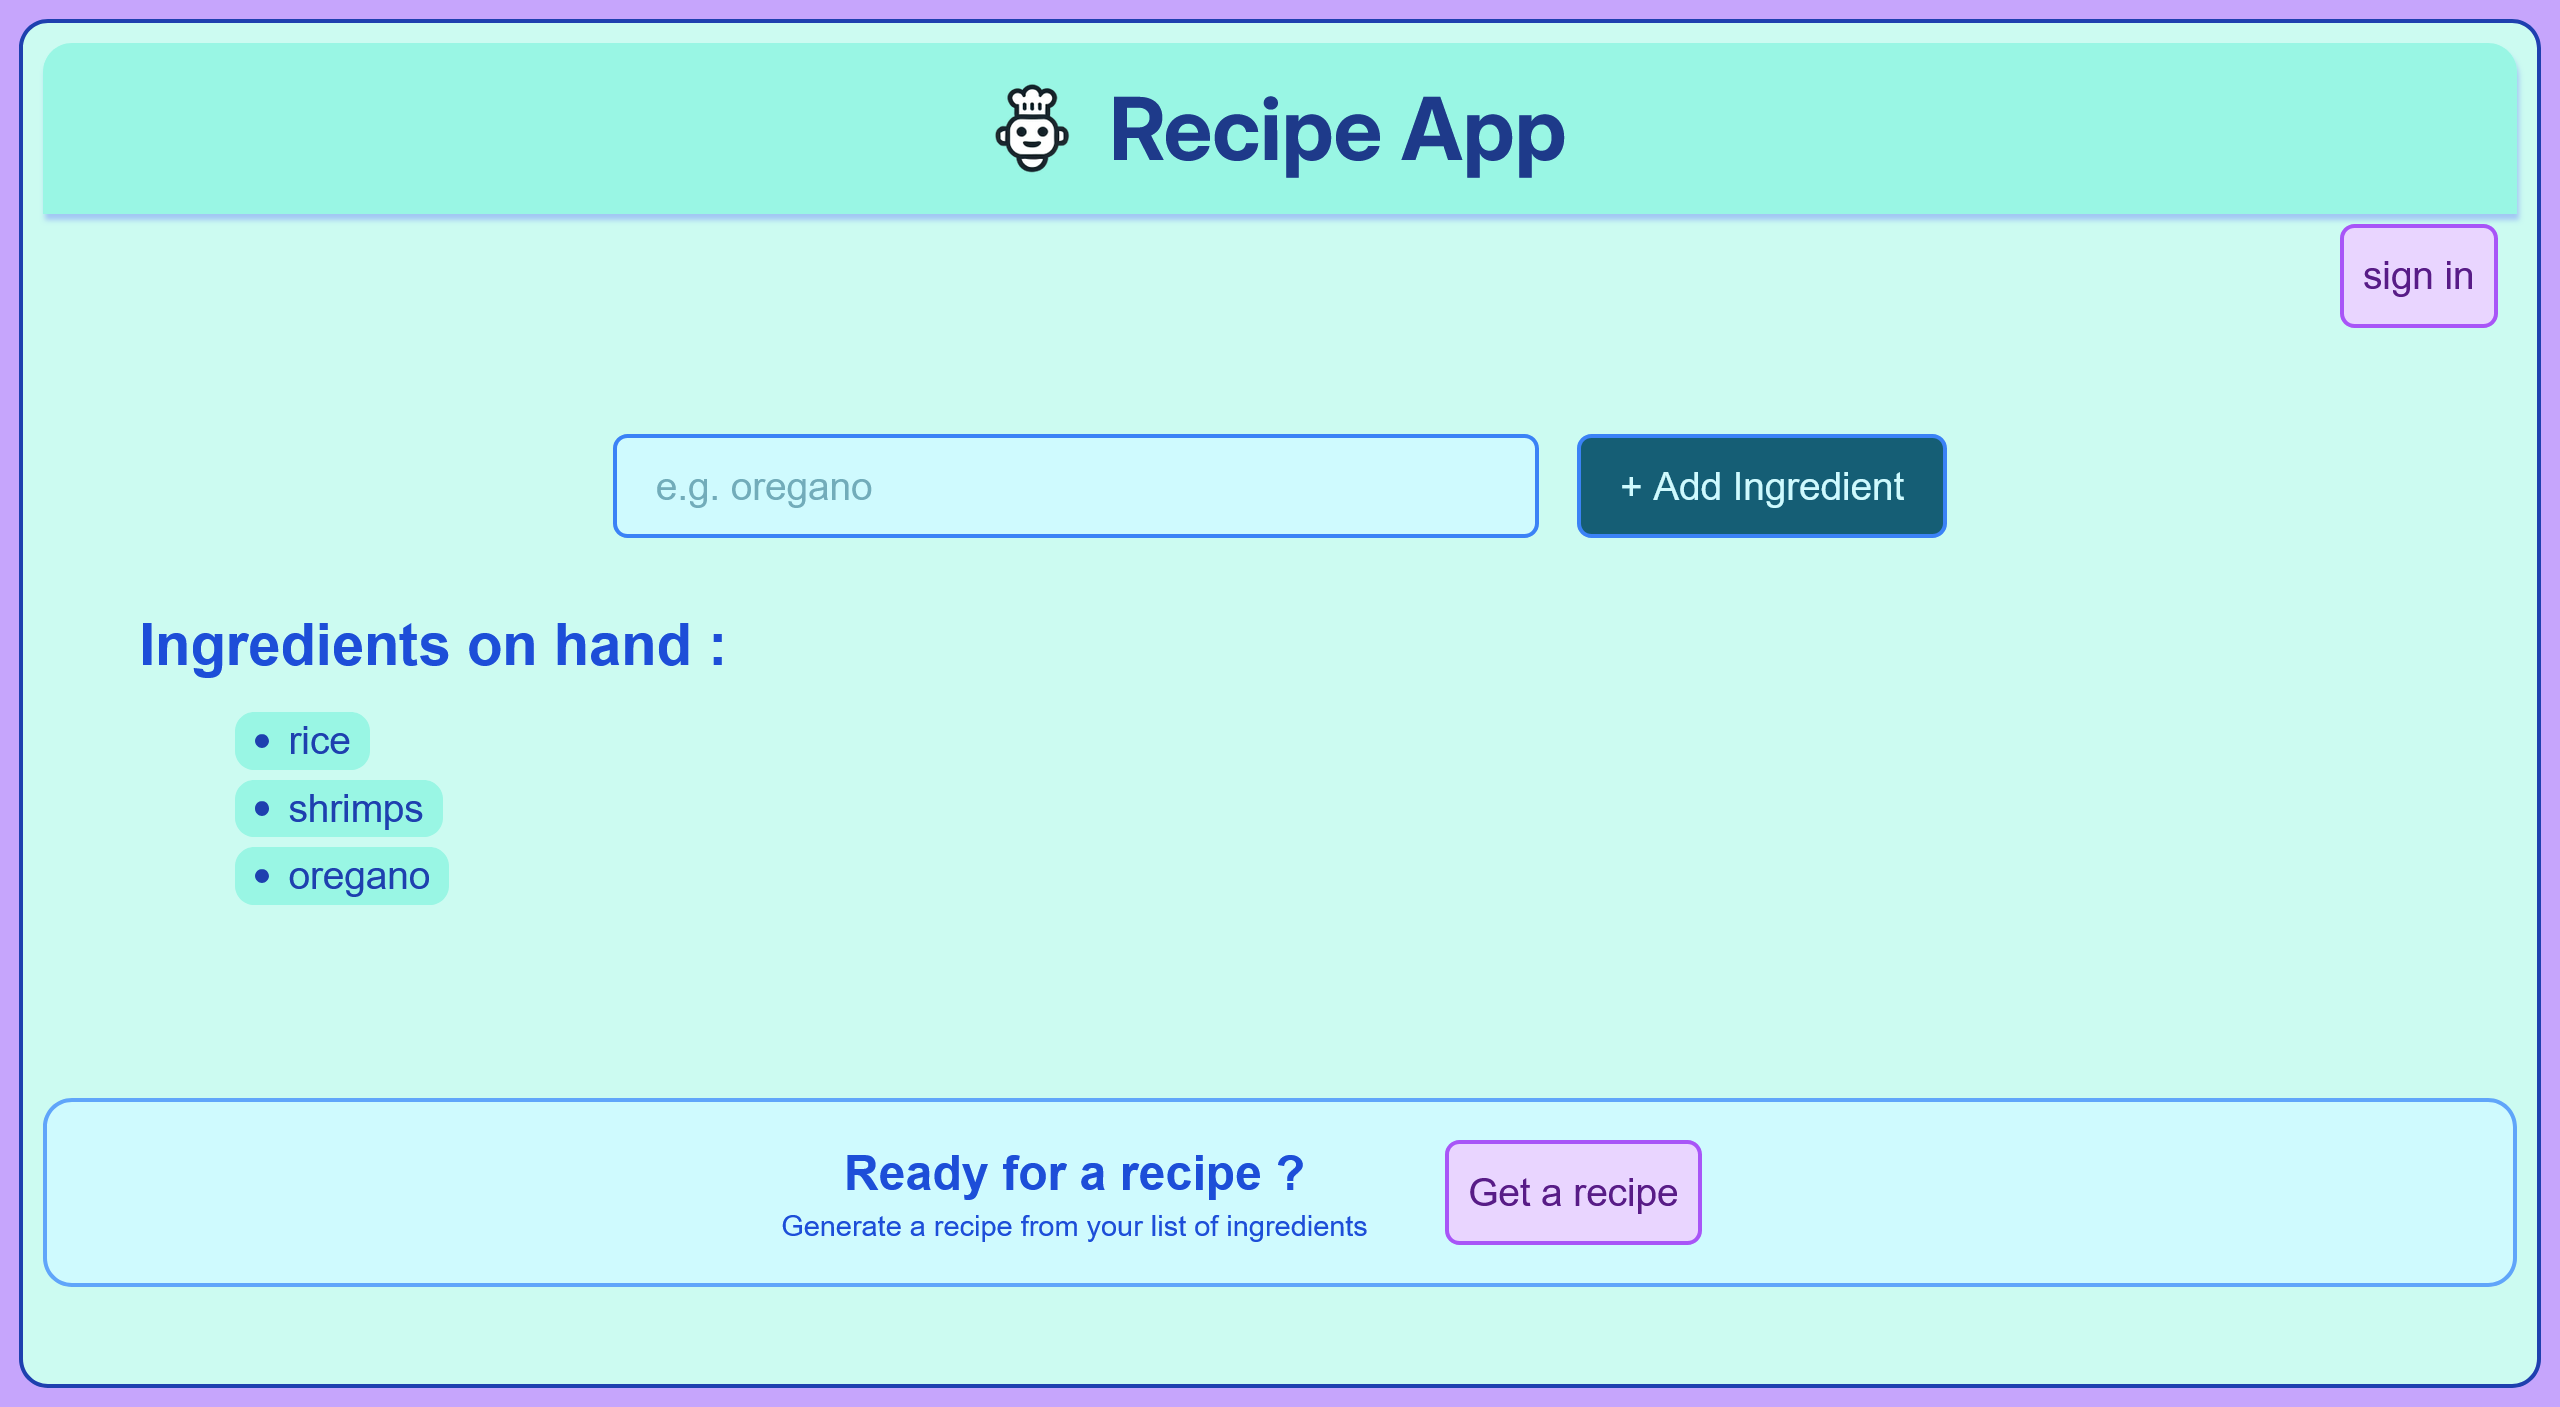 Recipe App
sign in
e.g. oregano
+ Add Ingredient
Ingredients on hand :
• rice
• shrimps
• oregano
Ready for a recipe ?
Generate a recipe from your list of ingredients
Get a recipe